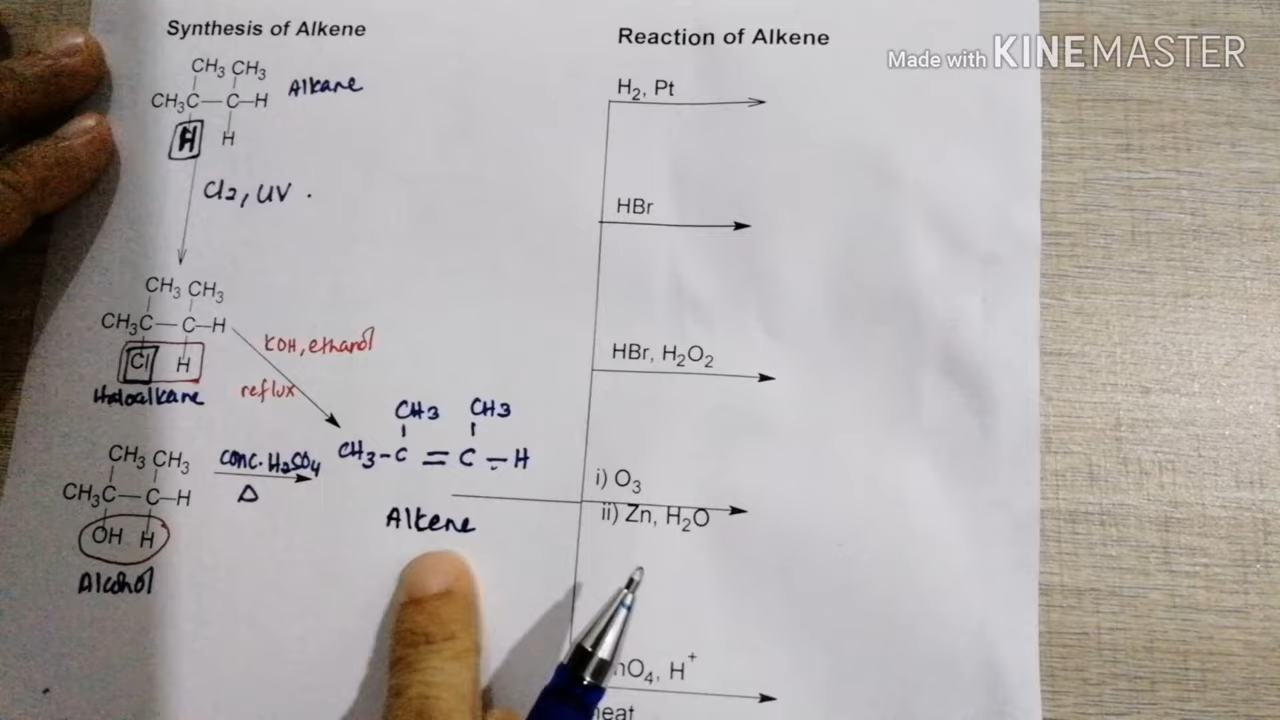 Synthesis of Alkene
CH3 CH3
CH3C—C—H Alkane
H H
Cl2, UV .
CH3 CH3
CH3C—C—H
Cl H
Haloalkane
KOH, ethanol
reflux
CH3 CH3
CH3-C=C-H
Alkene
CH3 CH3
CH3C—C—H
OH H
Alcohol
conc. H2SO4
Δ
Reaction of Alkene
H2, Pt
HBr
HBr, H2O2
i) O3
ii) Zn, H2O
nO4, H+
heat
Made with KINEMASTER